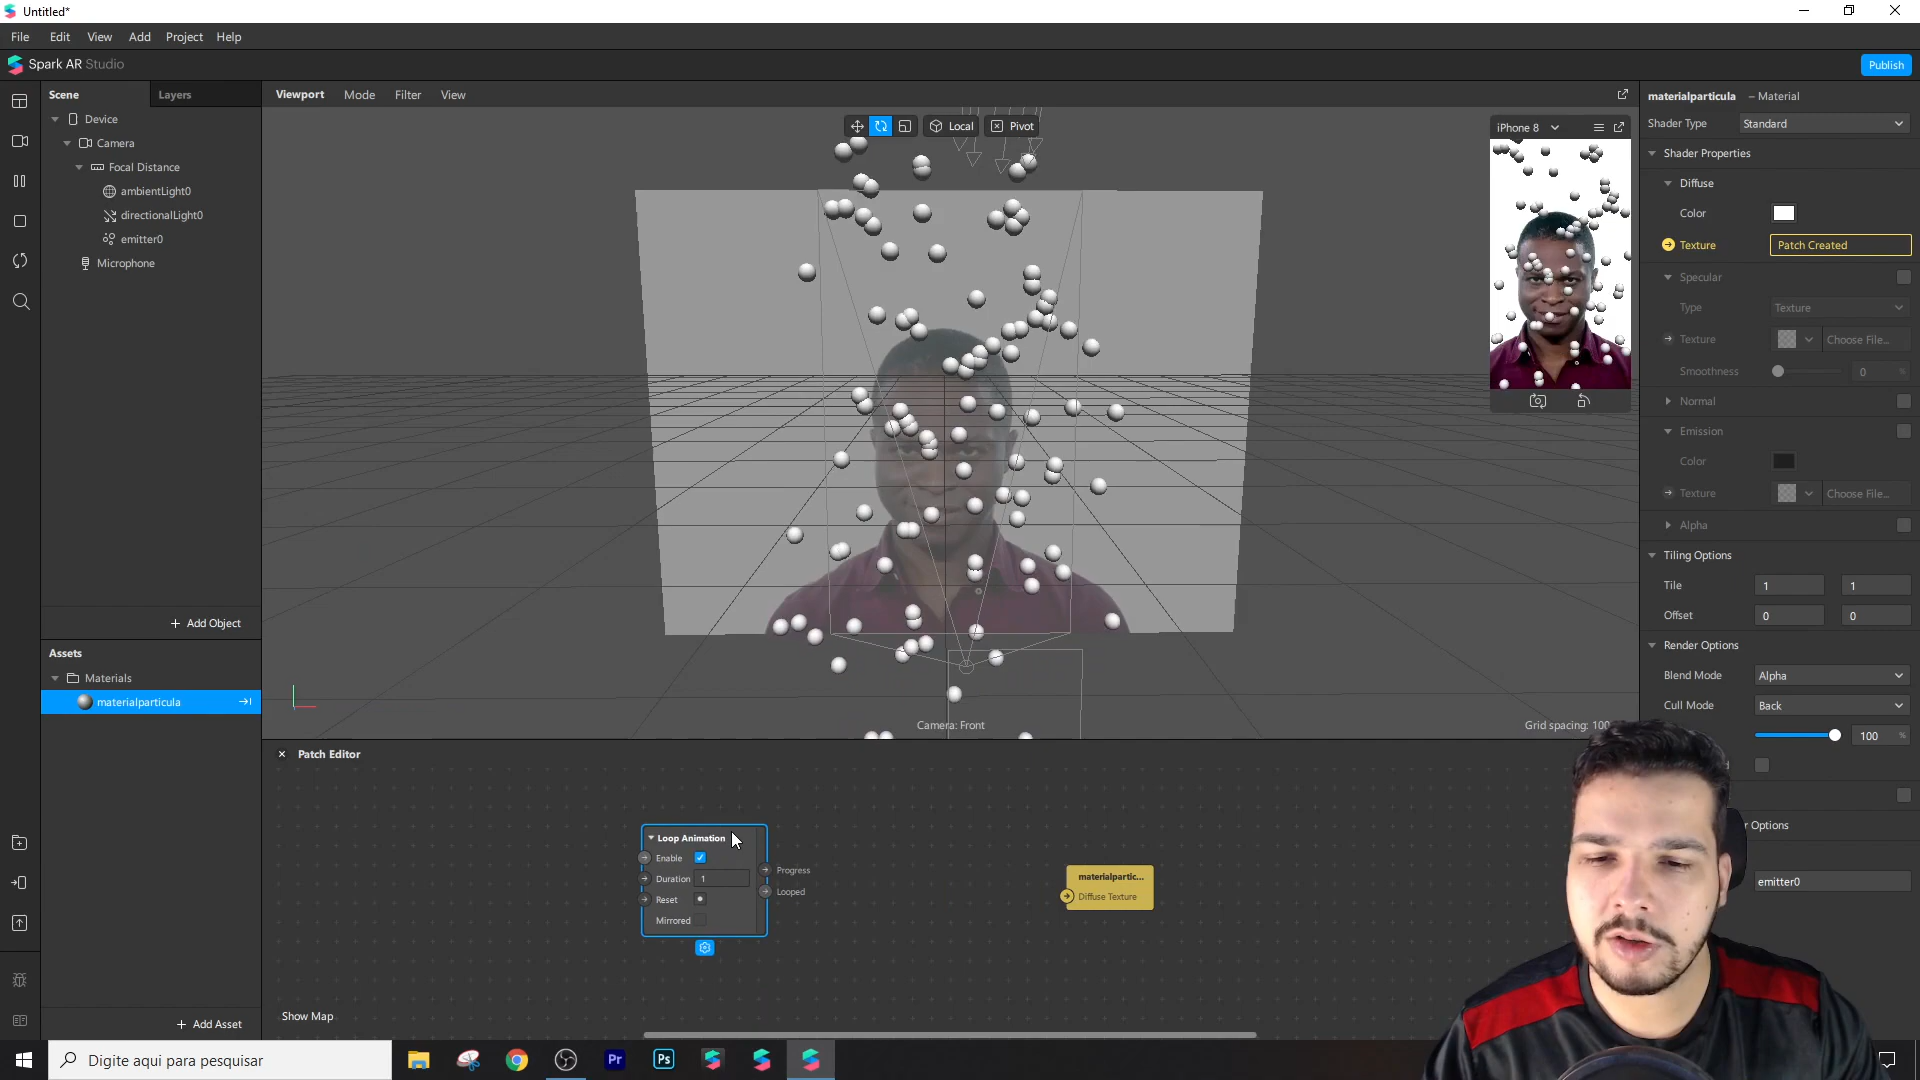 Untitled*
File Edit View Add Project Help
Spark AR Studio
Publish
Scene Layers
Device
Camera
Focal Distance
ambientLight0
directionalLight0
emitter0
Microphone
+ Add Object
Assets
Materials
materialparticula
+ Add Asset
Viewport Mode Filter View
Local Pivot
Camera: Front
Grid spacing: 100
iPhone 8
materialparticula – Material
Shader Type Standard
Shader Properties
Diffuse
Color
Texture Patch Created
Specular
Type Texture
Texture Choose File...
Smoothness 0 %
Normal
Emission
Color
Texture Choose File...
Alpha
Tiling Options
Tile 1 1
Offset 0 0
Render Options
Blend Mode Alpha
Cull Mode Back
100 %
Options
emitter0
Patch Editor
Loop Animation
Enable
Duration 1
Reset
Mirrored
Progress
Looped
materialpartic...
Diffuse Texture
Show Map
Digite aqui para pesquisar
Pr
Ps